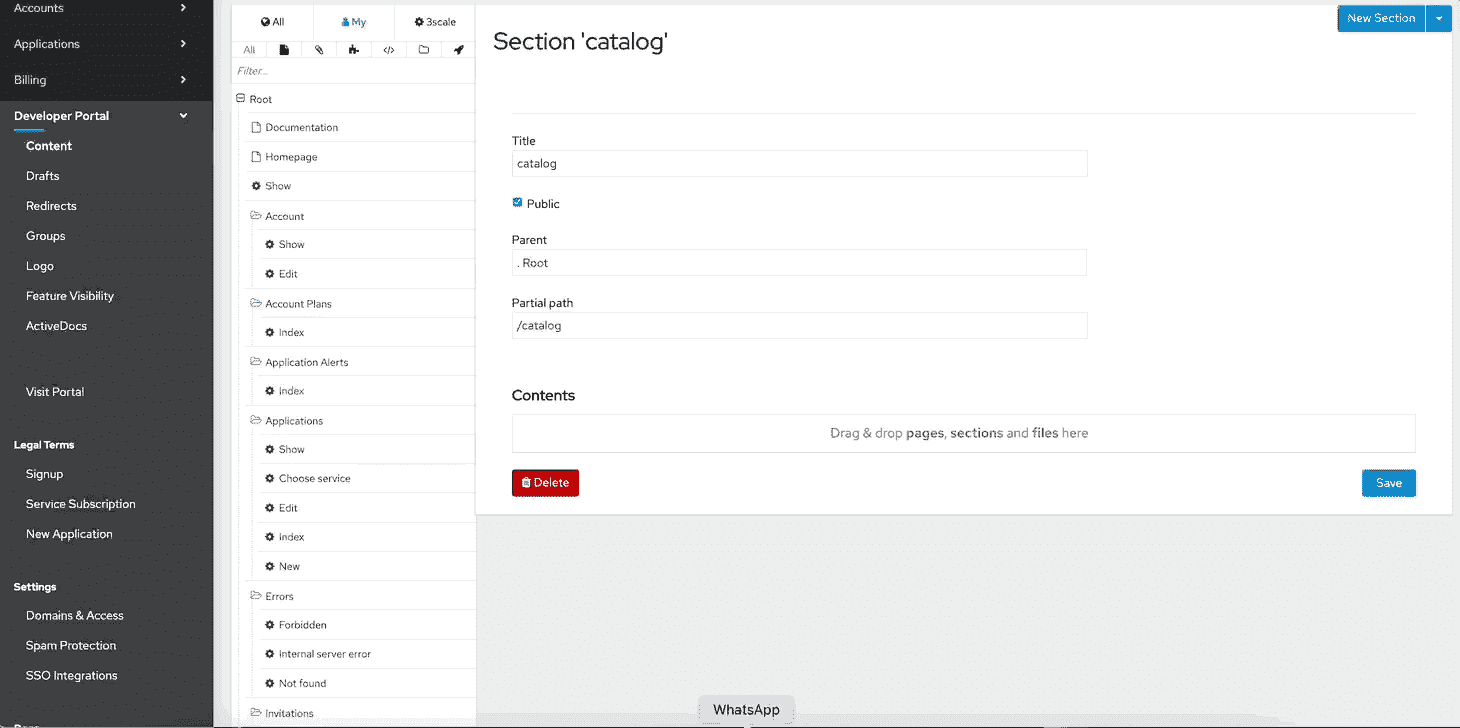 Accounts
Applications
Billing
Developer Portal
Content
Drafts
Redirects
Groups
Logo
Feature Visibility
ActiveDocs
Visit Portal
Legal Terms
Signup
Service Subscription
New Application
Settings
Domains & Access
Spam Protection
SSO Integrations
All My 3scale
All
Filter...
Root
Documentation
Homepage
Show
Account
Show
Edit
Account Plans
Index
Application Alerts
Index
Applications
Show
Choose service
Edit
Index
New
Errors
Forbidden
Internal server error
Not found
Invitations
New Section
Section 'catalog'
Title
catalog
Public
Parent
. Root
Partial path
/catalog
Contents
Drag & drop pages, sections and files here
Delete Save
WhatsApp